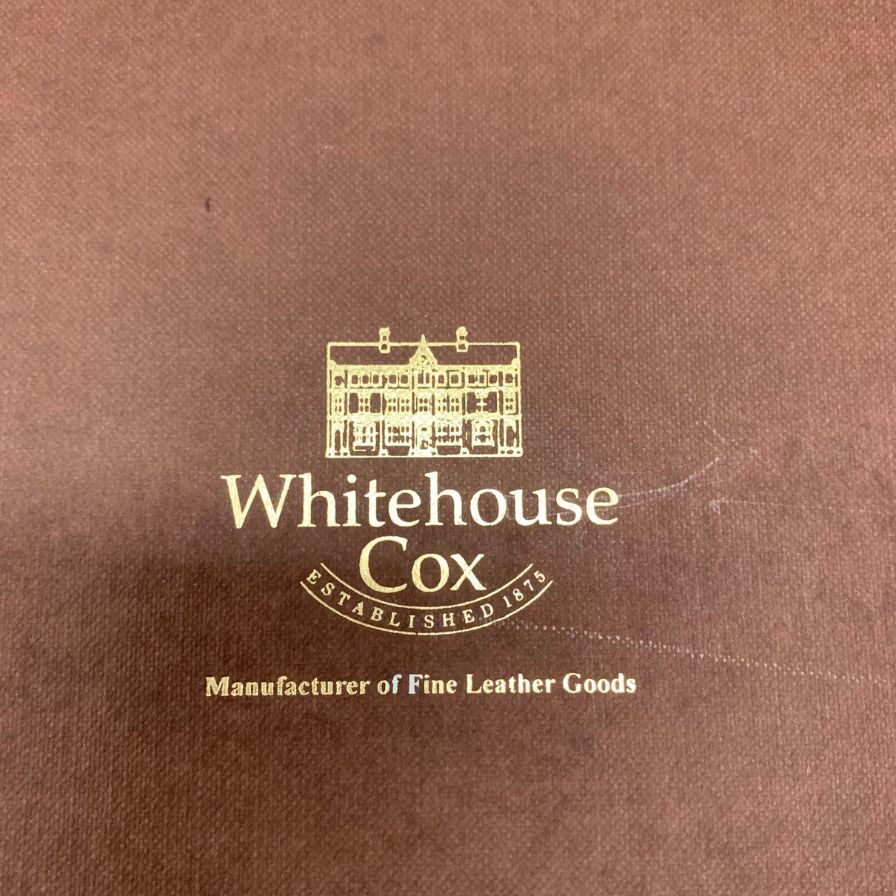 Whitehouse
Cox
ESTABLISHED 1875
Manufacturer of Fine Leather Goods